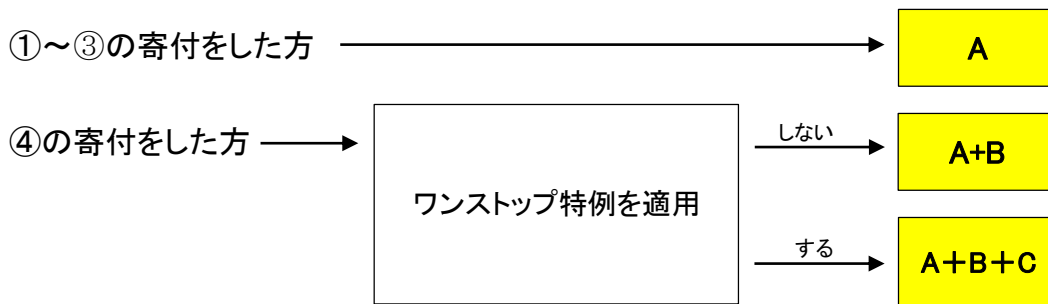 ①～③の寄付をした方
A
④の寄付をした方
しない
A+B
ワンストップ特例を適用
する
A＋B＋C